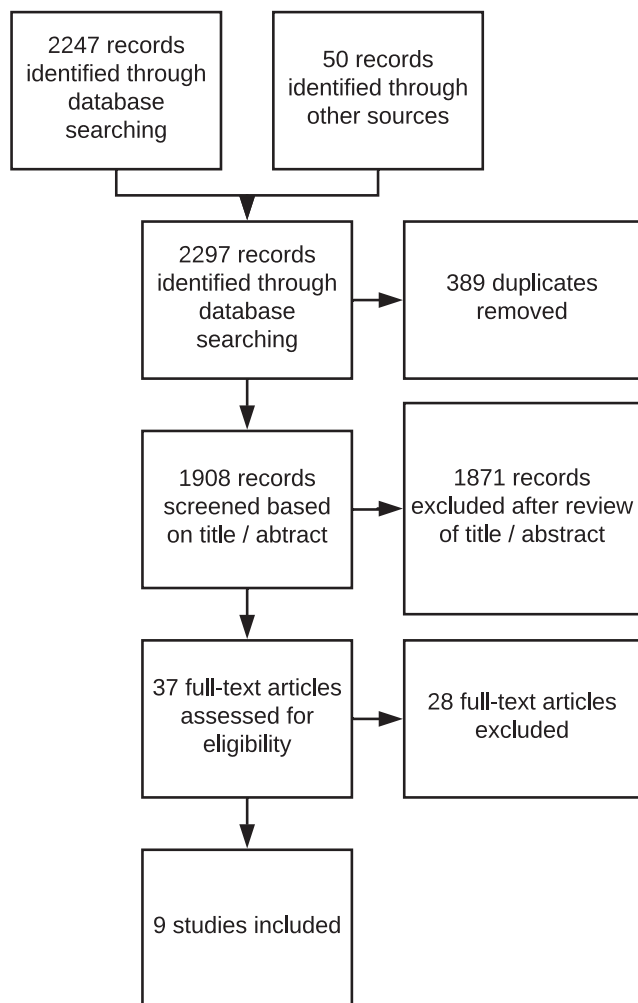 2247 records
identified through
database
searching
50 records
identified through
other sources
2297 records
identified through
database
searching
389 duplicates
removed
1908 records
screened based
on title / abtract
1871 records
excluded after review
of title / abstract
37 full-text articles
assessed for
eligibility
28 full-text articles
excluded
9 studies included